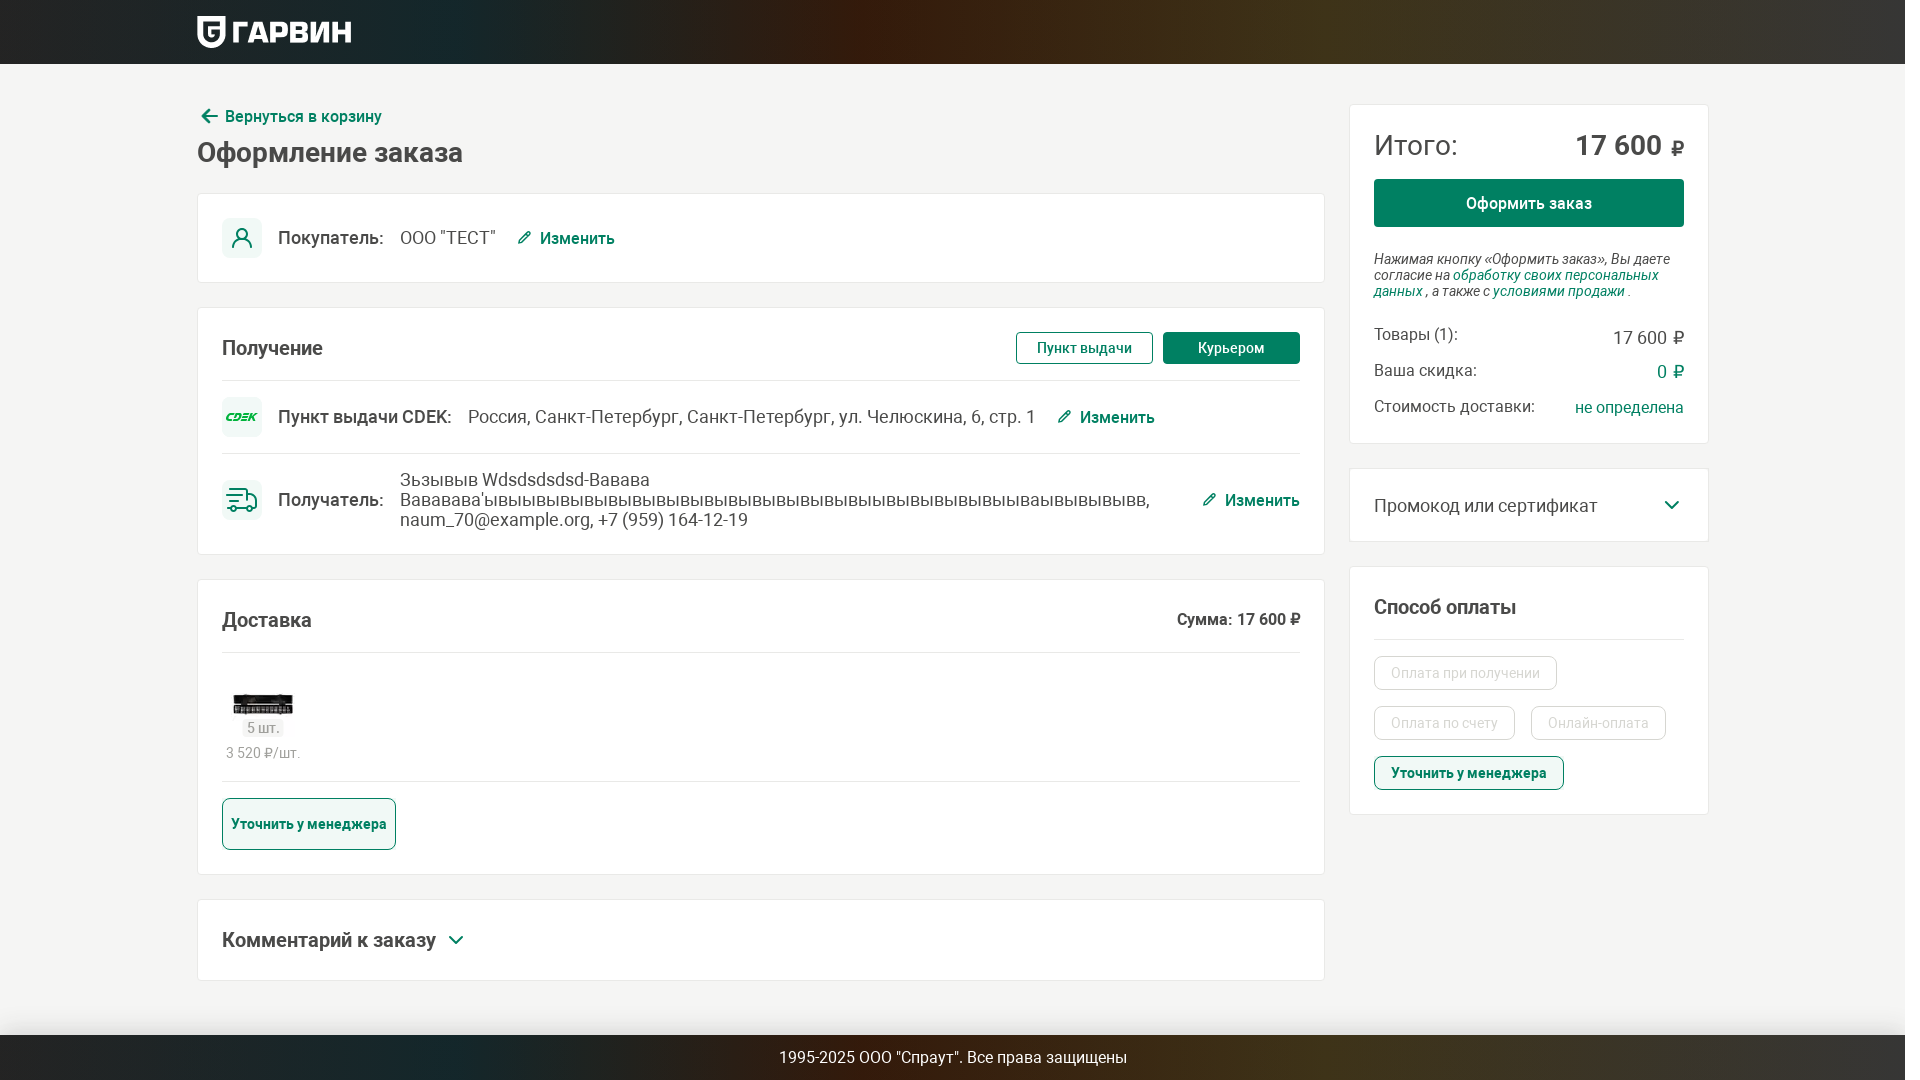 ГАРВИН
Вернуться в корзину
Оформление заказа
Покупатель: ООО "ТЕСТ" Изменить
Получение
Пункт выдачи Курьером
CDEK Пункт выдачи CDEK: Россия, Санкт-Петербург, Санкт-Петербург, ул. Челюскина, 6, стр. 1 Изменить
Получатель:
Зьзывыв Wdsdsdsdsd-Вавава
naum_70@example.org, +7 (959) 164-12-19
Изменить
Доставка
Сумма: 17 600 ₽
5 шт.
3 520 ₽/шт.
Уточнить у менеджера
Комментарий к заказу
Итого: 17 600 ₽
Оформить заказ
Нажимая кнопку «Оформить заказ», Вы даете
согласие на обработку своих персональных
данных , а также с условиями продажи .
Товары (1): 17 600 ₽
Ваша скидка: 0 ₽
Стоимость доставки: не определена
Промокод или сертификат
Способ оплаты
Оплата при получении
Оплата по счету Онлайн-оплата
Уточнить у менеджера
1995-2025 ООО "Спраут". Все права защищены